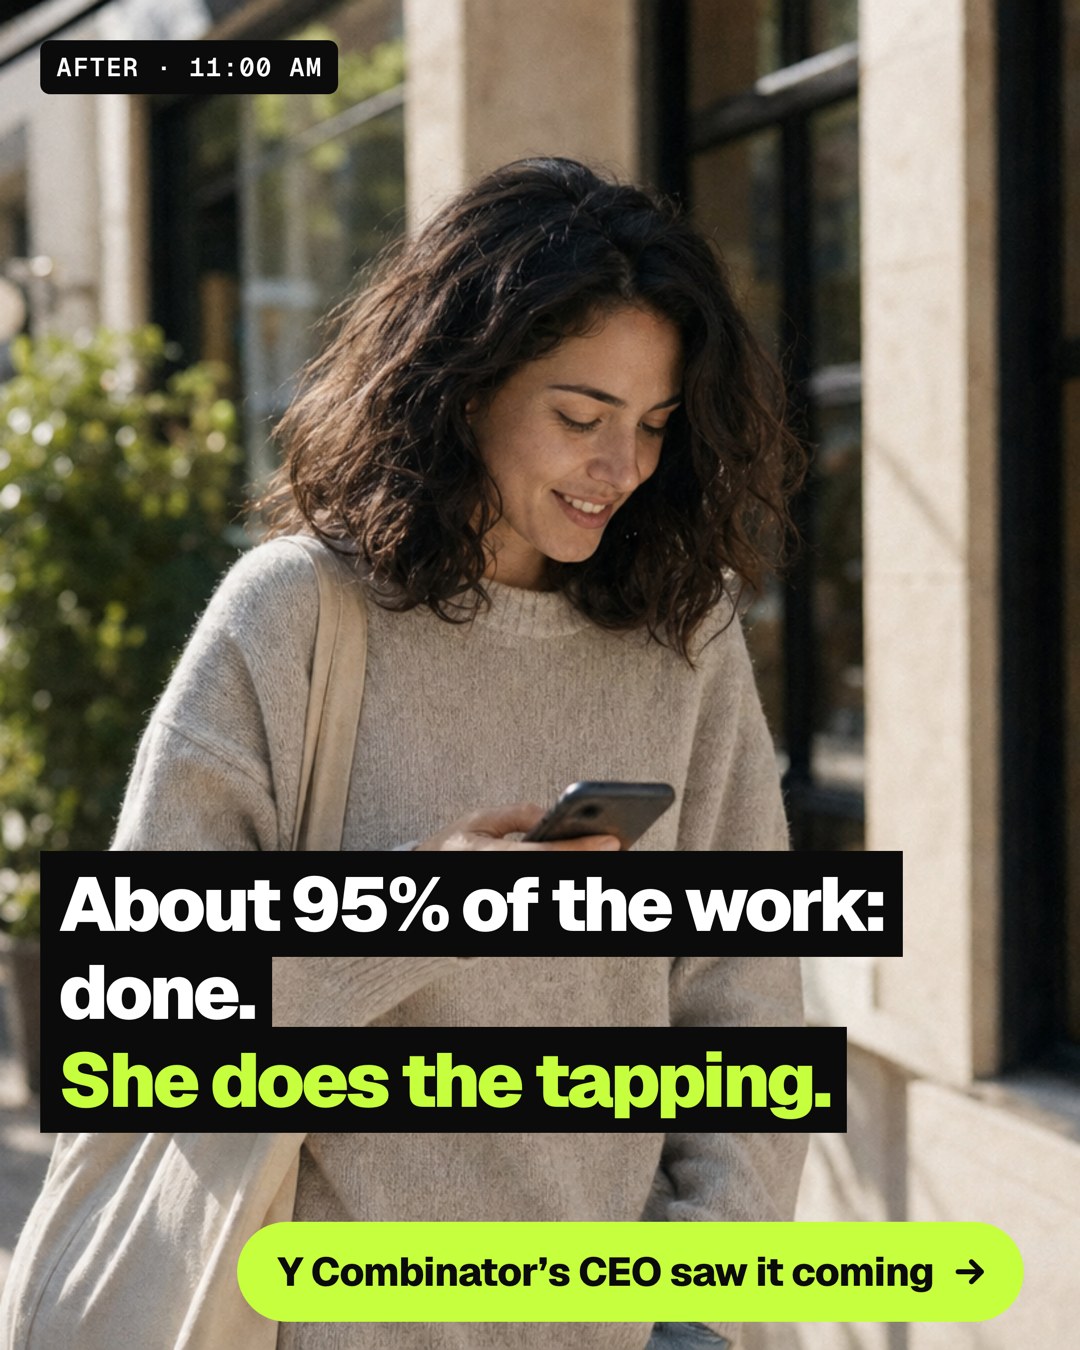 AFTER · 11:00 AM
About 95% of the work:
done.
She does the tapping.
Y Combinator’s CEO saw it coming →